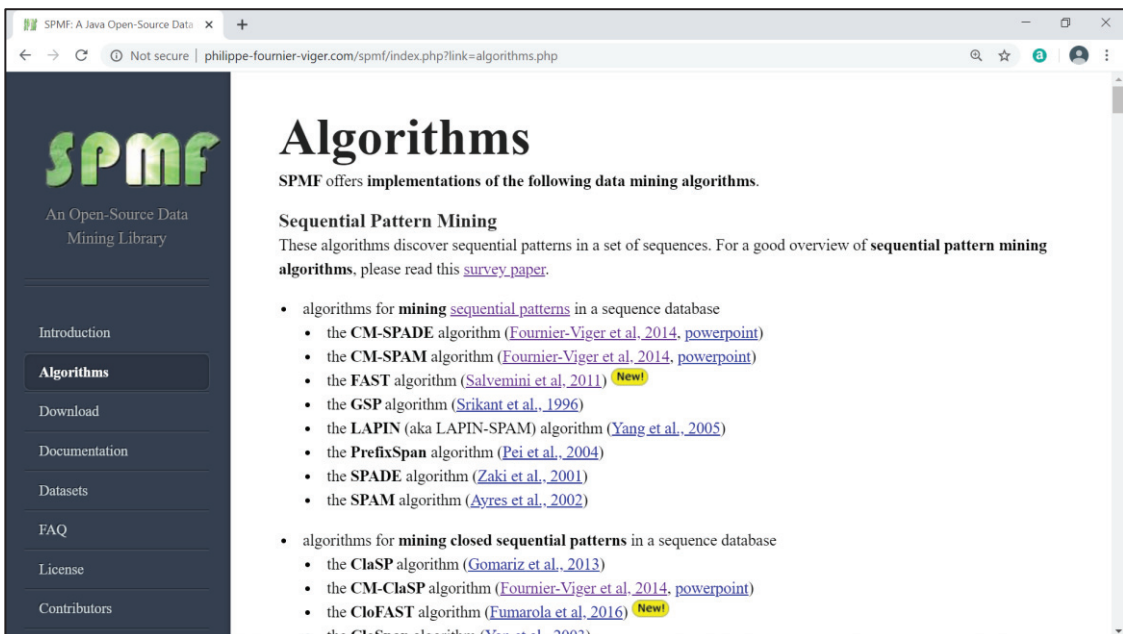 SPMF: A Java Open-Source Data
Not secure | philippe-fournier-viger.com/spmf/index.php?link=algorithms.php
a
SPMF
An Open-Source Data
Mining Library
Introduction
Algorithms
Download
Documentation
Datasets
FAQ
License
Contributors
Algorithms
SPMF offers implementations of the following data mining algorithms.
Sequential Pattern Mining
These algorithms discover sequential patterns in a set of sequences. For a good overview of sequential pattern mining
algorithms, please read this survey paper.
• algorithms for mining sequential patterns in a sequence database
• the CM-SPADE algorithm (Fournier-Viger et al, 2014, powerpoint)
• the CM-SPAM algorithm (Fournier-Viger et al, 2014, powerpoint)
• the FAST algorithm (Salvemini et al, 2011) New!
• the GSP algorithm (Srikant et al., 1996)
• the LAPIN (aka LAPIN-SPAM) algorithm (Yang et al., 2005)
• the PrefixSpan algorithm (Pei et al., 2004)
• the SPADE algorithm (Zaki et al., 2001)
• the SPAM algorithm (Ayres et al., 2002)
• algorithms for mining closed sequential patterns in a sequence database
• the ClaSP algorithm (Gomariz et al., 2013)
• the CM-ClaSP algorithm (Fournier-Viger et al, 2014, powerpoint)
• the CloFAST algorithm (Fumarola et al, 2016) New!